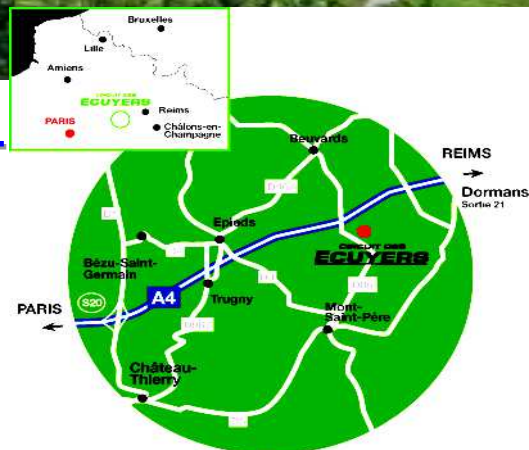 Bruxelles
Lille
Amiens
CIRCUIT DES
ECUYERS
Reims
PARIS
Châlons-en-
Champagne
Beuvards
REIMS
Dormans
Sortie 21
Epieds
CIRCUIT DES
ECUYERS
Bézu-Saint-
Germain
S20
A4
Trugny
PARIS
Mont-
Saint-Père
Château-
Thierry